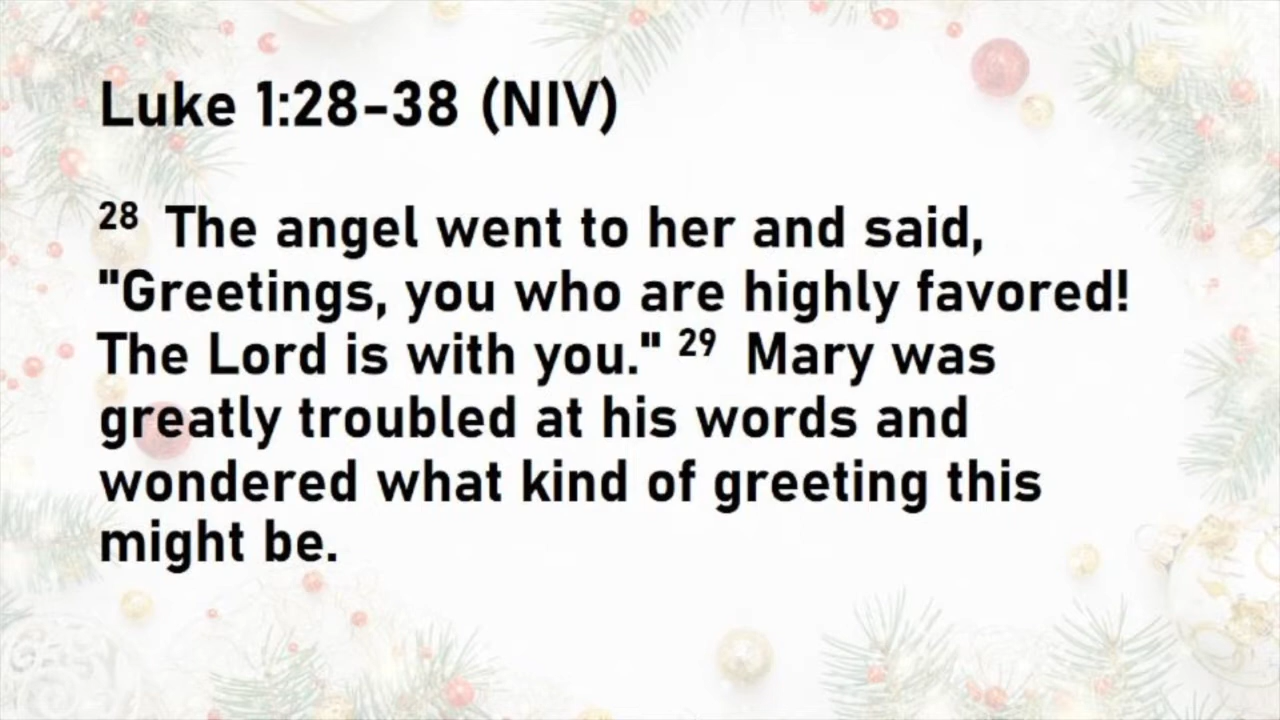 Luke 1:28-38 (NIV)
28 The angel went to her and said,
"Greetings, you who are highly favored!
The Lord is with you." 29 Mary was
greatly troubled at his words and
wondered what kind of greeting this
might be.